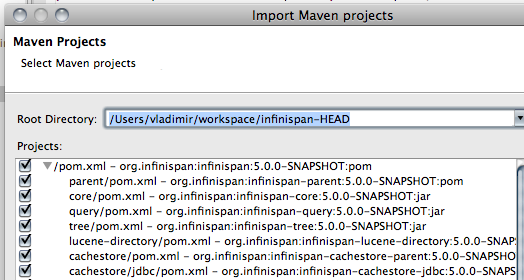 Import Maven projects
Maven Projects
Select Maven projects
Root Directory: /Users/vladimir/workspace/infinispan-HEAD
Projects:
/pom.xml – org.infinispan:infinispan:5.0.0-SNAPSHOT:pom
parent/pom.xml – org.infinispan:infinispan-parent:5.0.0-SNAPSHOT:pom
core/pom.xml – org.infinispan:infinispan-core:5.0.0-SNAPSHOT:jar
query/pom.xml – org.infinispan:infinispan-query:5.0.0-SNAPSHOT:jar
tree/pom.xml – org.infinispan:infinispan-tree:5.0.0-SNAPSHOT:jar
lucene-directory/pom.xml – org.infinispan:infinispan-lucene-directory:5.0.0-S
cachestore/pom.xml – org.infinispan:infinispan-cachestore-parent:5.0.0-SNAP
cachestore/jdbc/pom.xml – org.infinispan:infinispan-cachestore-jdbc:5.0.0-SN